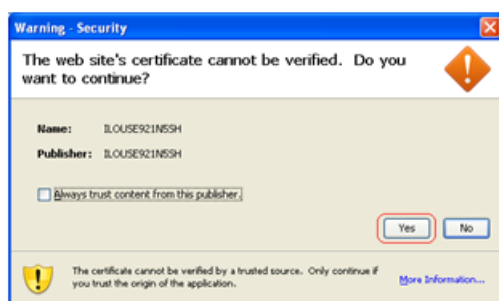 Warning - Security
The web site's certificate cannot be verified. Do you
want to continue?
Name: ILOUSE921N5SH
Publisher: ILOUSE921N5SH
Always trust content from this publisher.
Yes No
The certificate cannot be verified by a trusted source. Only continue if
you trust the origin of the application.
More Information...